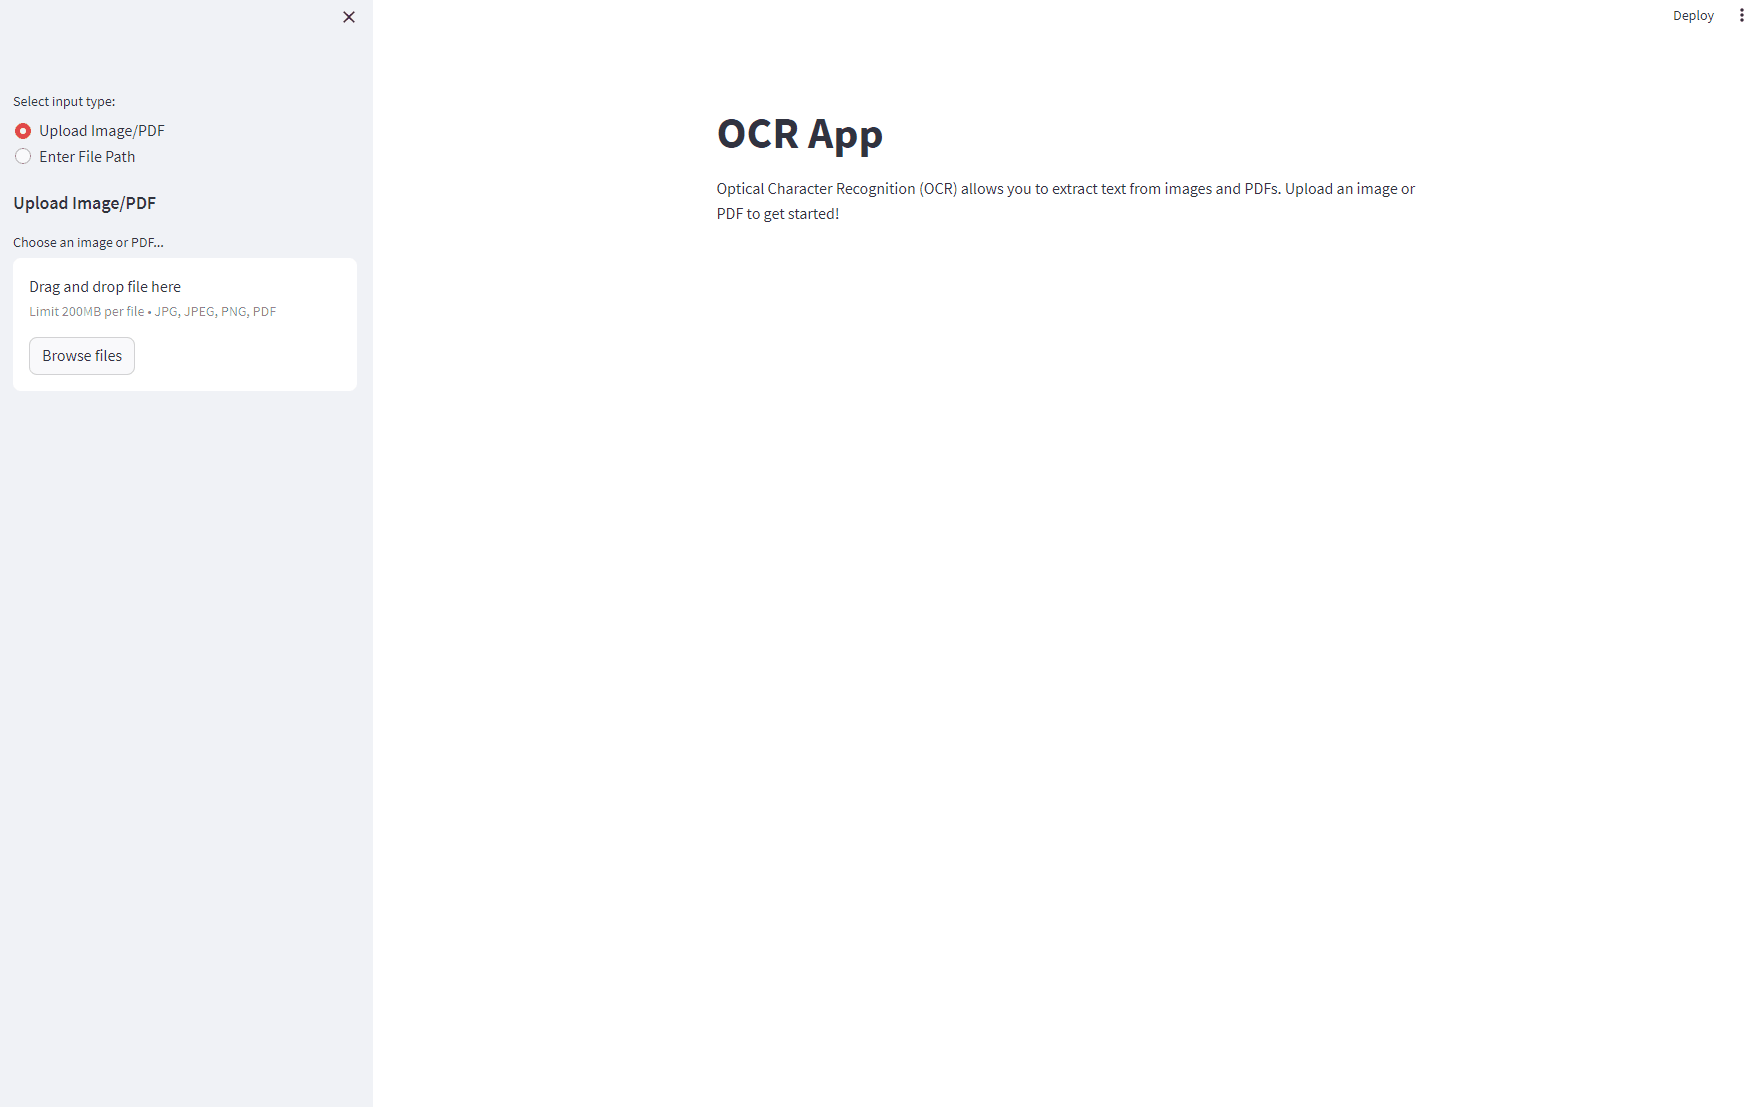 Deploy
Select input type:
Upload Image/PDF
Enter File Path
Upload Image/PDF
Choose an image or PDF...
Drag and drop file here
Limit 200MB per file • JPG, JPEG, PNG, PDF
Browse files
OCR App
Optical Character Recognition (OCR) allows you to extract text from images and PDFs. Upload an image or
PDF to get started!